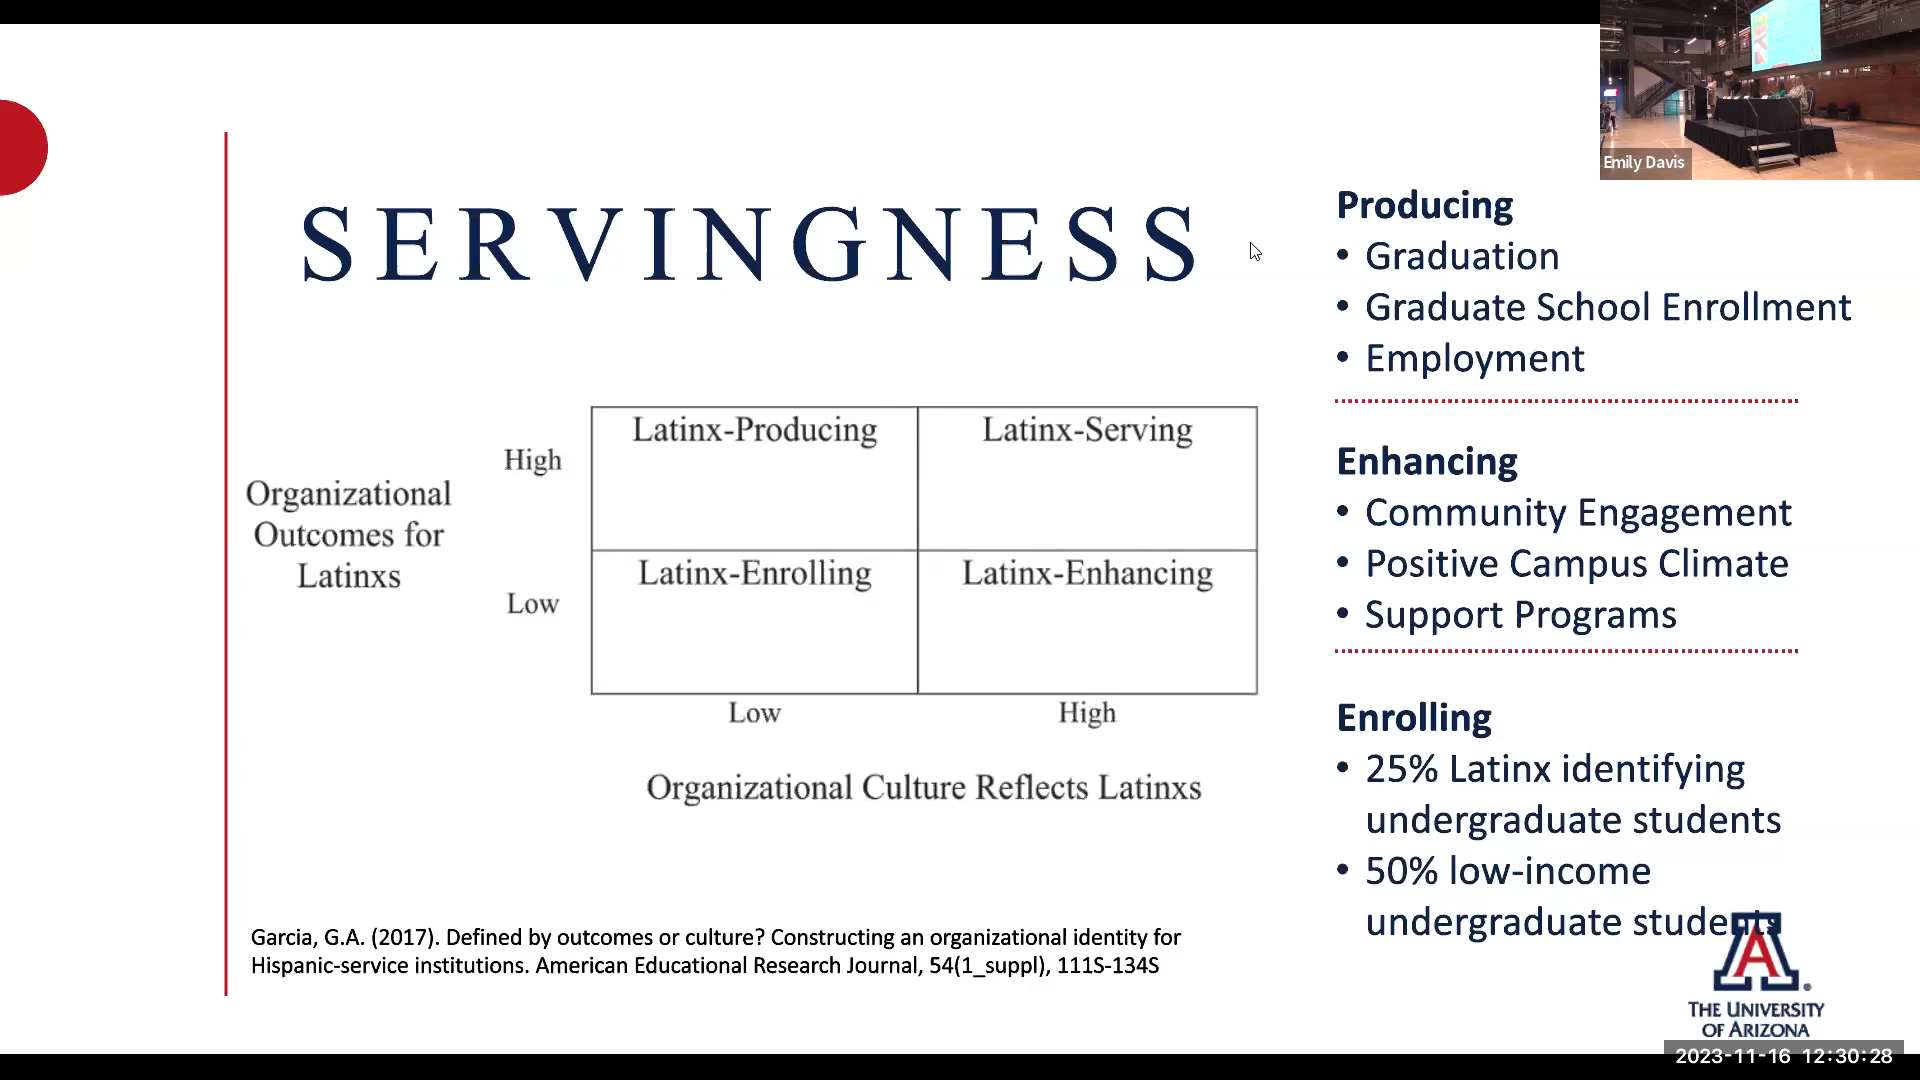 Emily Davis
SERVINGNESS
Organizational
Outcomes for
Latinxs
High
Low
Latinx-Producing
Latinx-Serving
Latinx-Enrolling
Latinx-Enhancing
Low
High
Organizational Culture Reflects Latinxs
Garcia, G.A. (2017). Defined by outcomes or culture? Constructing an organizational identity for
Hispanic-service institutions. American Educational Research Journal, 54(1_suppl), 111S-134S
Producing
• Graduation
• Graduate School Enrollment
• Employment
Enhancing
• Community Engagement
• Positive Campus Climate
• Support Programs
Enrolling
• 25% Latinx identifying
undergraduate students
• 50% low-income
undergraduate students
A
THE UNIVERSITY
OF ARIZONA
2023-11-16 12:30:28